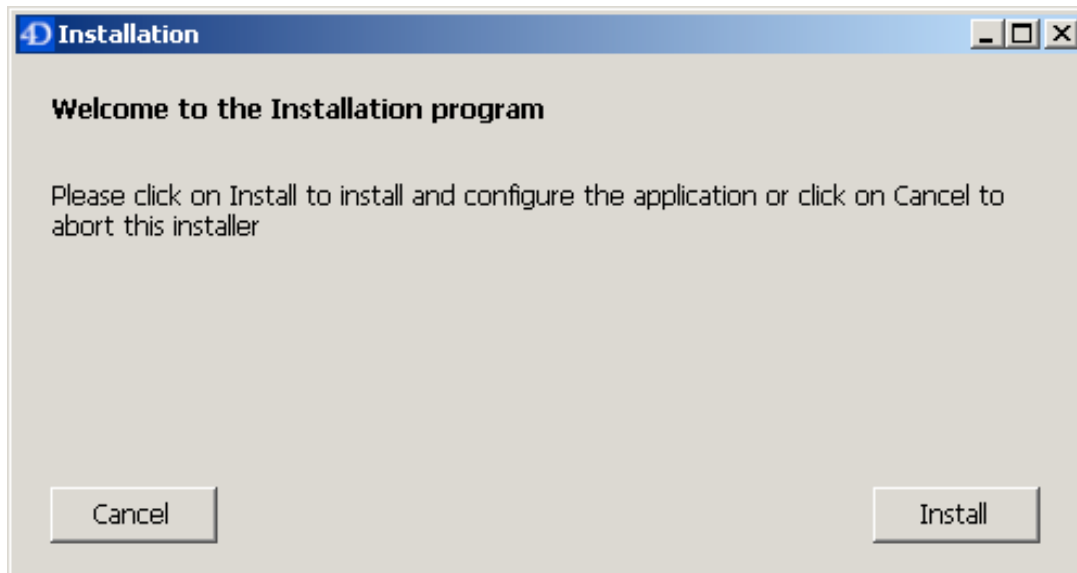 4D Installation
Welcome to the Installation program
Please click on Install to install and configure the application or click on Cancel to
abort this installer
Cancel Install